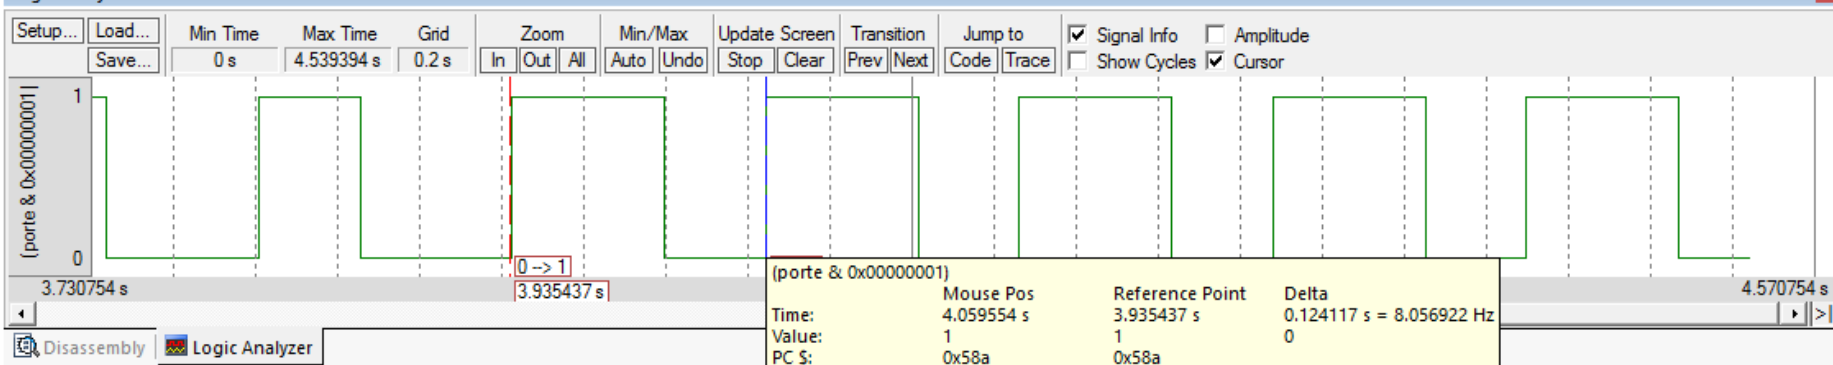 Setup... Load... Min Time Max Time Grid Zoom Min/Max Update Screen Transition Jump to Signal Info Amplitude
Save... 0 s 4.539394 s 0.2 s In Out All Auto Undo Stop Clear Prev Next Code Trace Show Cycles Cursor
(porte & 0x00000001)
1
0
0 --> 1
3.730754 s 3.935437 s 4.570754 s
(porte & 0x00000001)
Mouse Pos Reference Point Delta
Time: 4.059554 s 3.935437 s 0.124117 s = 8.056922 Hz
Value: 1 1 0
PC $: 0x58a 0x58a
Disassembly Logic Analyzer